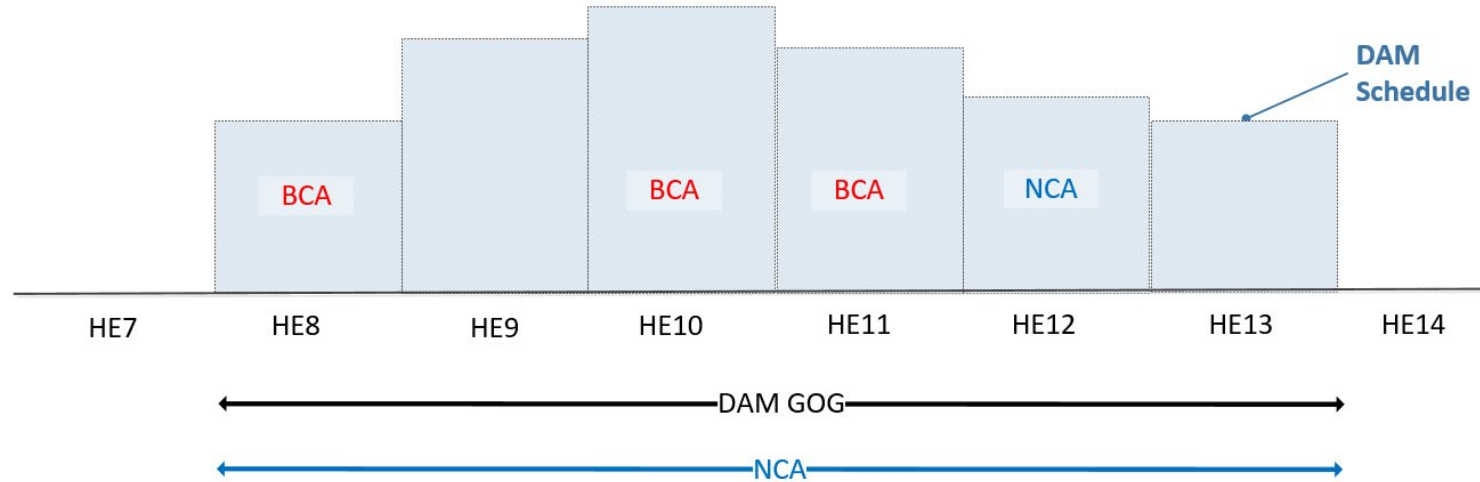 DAM
Schedule
BCA
BCA
BCA
NCA
HE7
HE8
HE9
HE10
HE11
HE12
HE13
HE14
DAM GOG
NCA